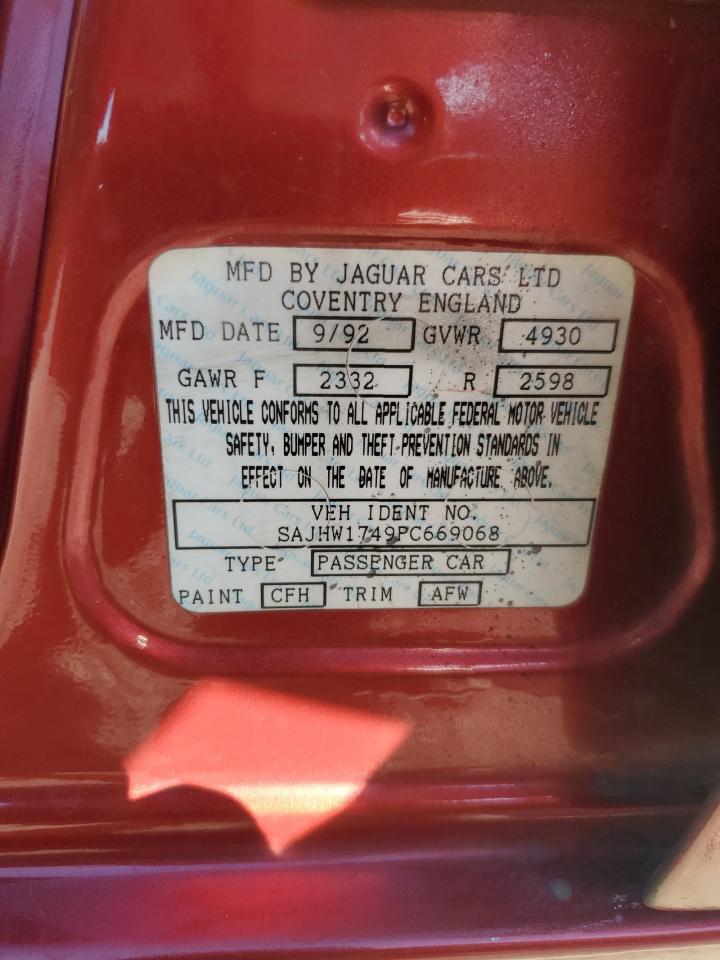 MFD BY JAGUAR CARS LTD
COVENTRY ENGLAND
MFD DATE 9/92 GVWR 4930
GAWR F 2332 R 2598
THIS VEHICLE CONFORMS TO ALL APPLICABLE FEDERAL MOTOR VEHICLE
SAFETY, BUMPER AND THEFT-PREVENTION STANDARDS IN
EFFECT ON THE DATE OF MANUFACTURE ABOVE.
VEH IDENT NO.
SAJHW1749PC669068
TYPE PASSENGER CAR
PAINT CFH TRIM AFW